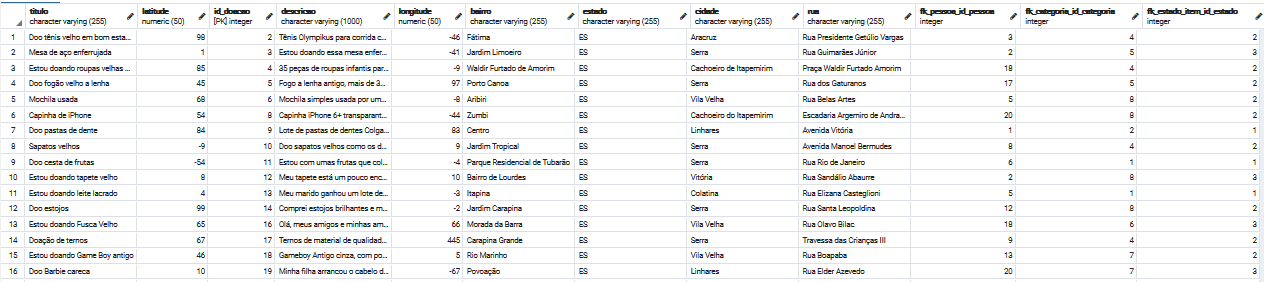 titulo latitude id_doacao descricao longitude bairro estado cidade rua fk_pessoa_id_pessoa fk_categoria_id_categoria fk_estado_item_id_estado
character varying (255) numeric (50) [PK] integer character varying (1000) numeric (50) character varying (255) character varying (255) character varying (255) character varying (255) integer integer integer
1 Doo tênis velho em bom esta... 98 2 Tênis Olympikus para corrida c... -46 Fátima ES Aracruz Rua Presidente Getúlio Vargas 3 4 2
2 Mesa de aço enferrujada 1 3 Estou doando essa mesa enfer... -41 Jardim Limoeiro ES Serra Rua Guimarães Júnior 2 5 3
3 Estou doando roupas velhas ... 85 4 35 peças de roupas infantis par... -9 Waldir Furtado de Amorim ES Cachoeiro de Itapemirim Praça Waldir Furtado Amorim 18 4 2
4 Doo fogão velho a lenha 45 5 Fogo a lenha antigo, mais de 3... 97 Porto Canoa ES Serra Rua dos Gaturanos 17 5 2
5 Mochila usada 68 6 Mochila simples usada por um... -8 Aribiri ES Vila Velha Rua Belas Artes 5 8 2
6 Capinha de iPhone 54 8 Capinha iPhone 6+ transparant... -44 Zumbi ES Cachoeiro do Itapemirim Escadaria Argemiro de Andra... 20 8 2
7 Doo pastas de dente 84 9 Lote de pastas de dentes Colga... 83 Centro ES Linhares Avenida Vitória 1 2 1
8 Sapatos velhos -9 10 Doo sapatos velhos como os d... 9 Jardim Tropical ES Serra Avenida Manoel Bermudes 8 4 2
9 Doo cesta de frutas -54 11 Estou com umas frutas que col... -4 Parque Residencial de Tubarão ES Serra Rua Rio de Janeiro 6 1 1
10 Estou doando tapete velho 8 12 Meu tapete está um pouco enc... 10 Bairro de Lourdes ES Vitória Rua Sandálio Abaurre 2 8 3
11 Estou doando leite lacrado 4 13 Meu marido ganhou um lote de... -3 Itapina ES Colatina Rua Elizana Casteglioni 5 1 1
12 Doo estojos 99 14 Comprei estojos brilhantes e m... -2 Jardim Carapina ES Serra Rua Santa Leopoldina 12 8 2
13 Estou doando Fusca Velho 65 16 Olá, meus amigos e minhas am... 66 Morada da Barra ES Vila Velha Rua Olavo Bilac 18 6 3
14 Doação de ternos 67 17 Ternos de material de qualidad... 445 Carapina Grande ES Serra Travessa das Crianças III 9 4 2
15 Estou doando Game Boy antigo 46 18 Gameboy Antigo cinza, com po... 5 Rio Marinho ES Vila Velha Rua Boapaba 13 7 2
16 Doo Barbie careca 10 19 Minha filha arrancou o cabelo d... -67 Povoação ES Linhares Rua Elder Azevedo 20 7 3